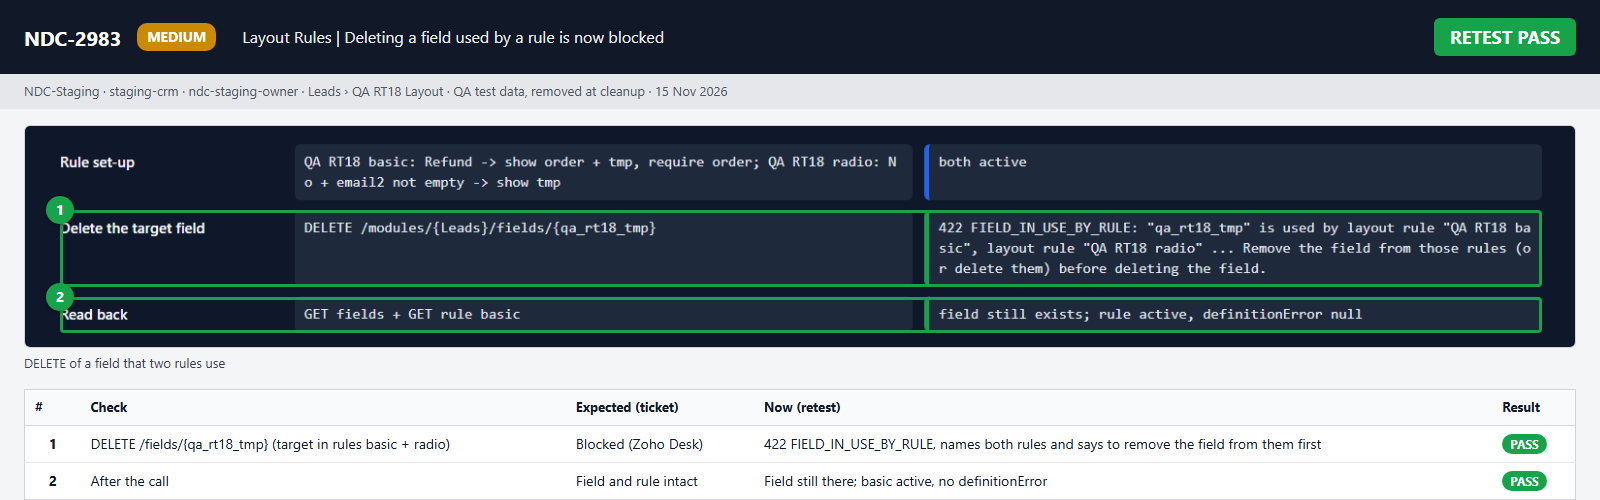 NDC-2983 MEDIUM Layout Rules | Deleting a field used by a rule is now blocked RETEST PASS
NDC-Staging · staging-crm · ndc-staging-owner · Leads › QA RT18 Layout · QA test data, removed at cleanup · 15 Nov 2026
Rule set-up
QA RT18 basic: Refund -> show order + tmp, require order; QA RT18 radio: N
o + email2 not empty -> show tmp
both active
1
Delete the target field
DELETE /modules/{Leads}/fields/{qa_rt18_tmp}
422 FIELD_IN_USE_BY_RULE: "qa_rt18_tmp" is used by layout rule "QA RT18 ba
sic", layout rule "QA RT18 radio" ... Remove the field from those rules (o
r delete them) before deleting the field.
2
Read back
GET fields + GET rule basic
field still exists; rule active, definitionError null
DELETE of a field that two rules use
# Check Expected (ticket) Now (retest) Result
1 DELETE /fields/{qa_rt18_tmp} (target in rules basic + radio) Blocked (Zoho Desk) 422 FIELD_IN_USE_BY_RULE, names both rules and says to remove the field from them first PASS
2 After the call Field and rule intact Field still there; basic active, no definitionError PASS